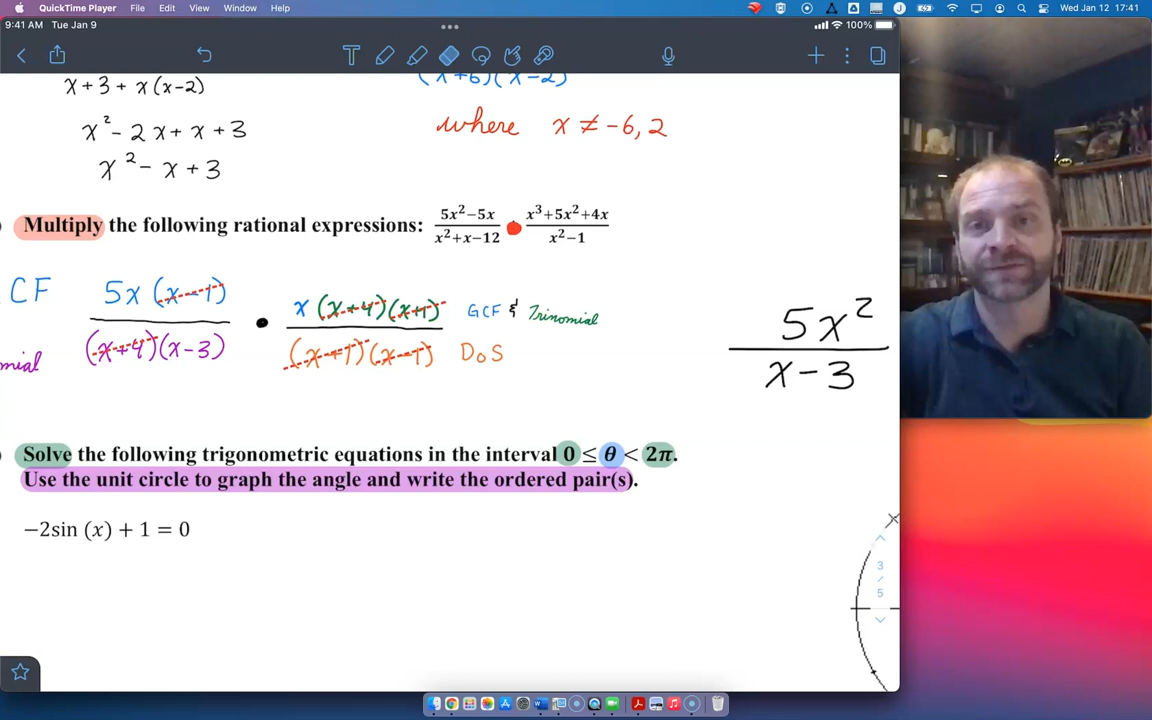 QuickTime Player File Edit View Window Help Wed Jan 12 17:41
9:41 AM Tue Jan 9 100%
x + 3 + x (x-2)
(x+6)(x-2)
x² - 2x + x + 3
where x ≠ -6, 2
x² - x + 3
Multiply the following rational expressions: 5x²−5x / x²+x−12 • x³+5x²+4x / x²−1
CF 5x (x-1) / (x+4)(x-3) • x (x+4)(x+1) / (x+1)(x-1) GCF & Trinomial
mial DoS
5x² / x - 3
Solve the following trigonometric equations in the interval 0 ≤ θ < 2π.
Use the unit circle to graph the angle and write the ordered pair(s).
−2sin (x) + 1 = 0
3 / 5